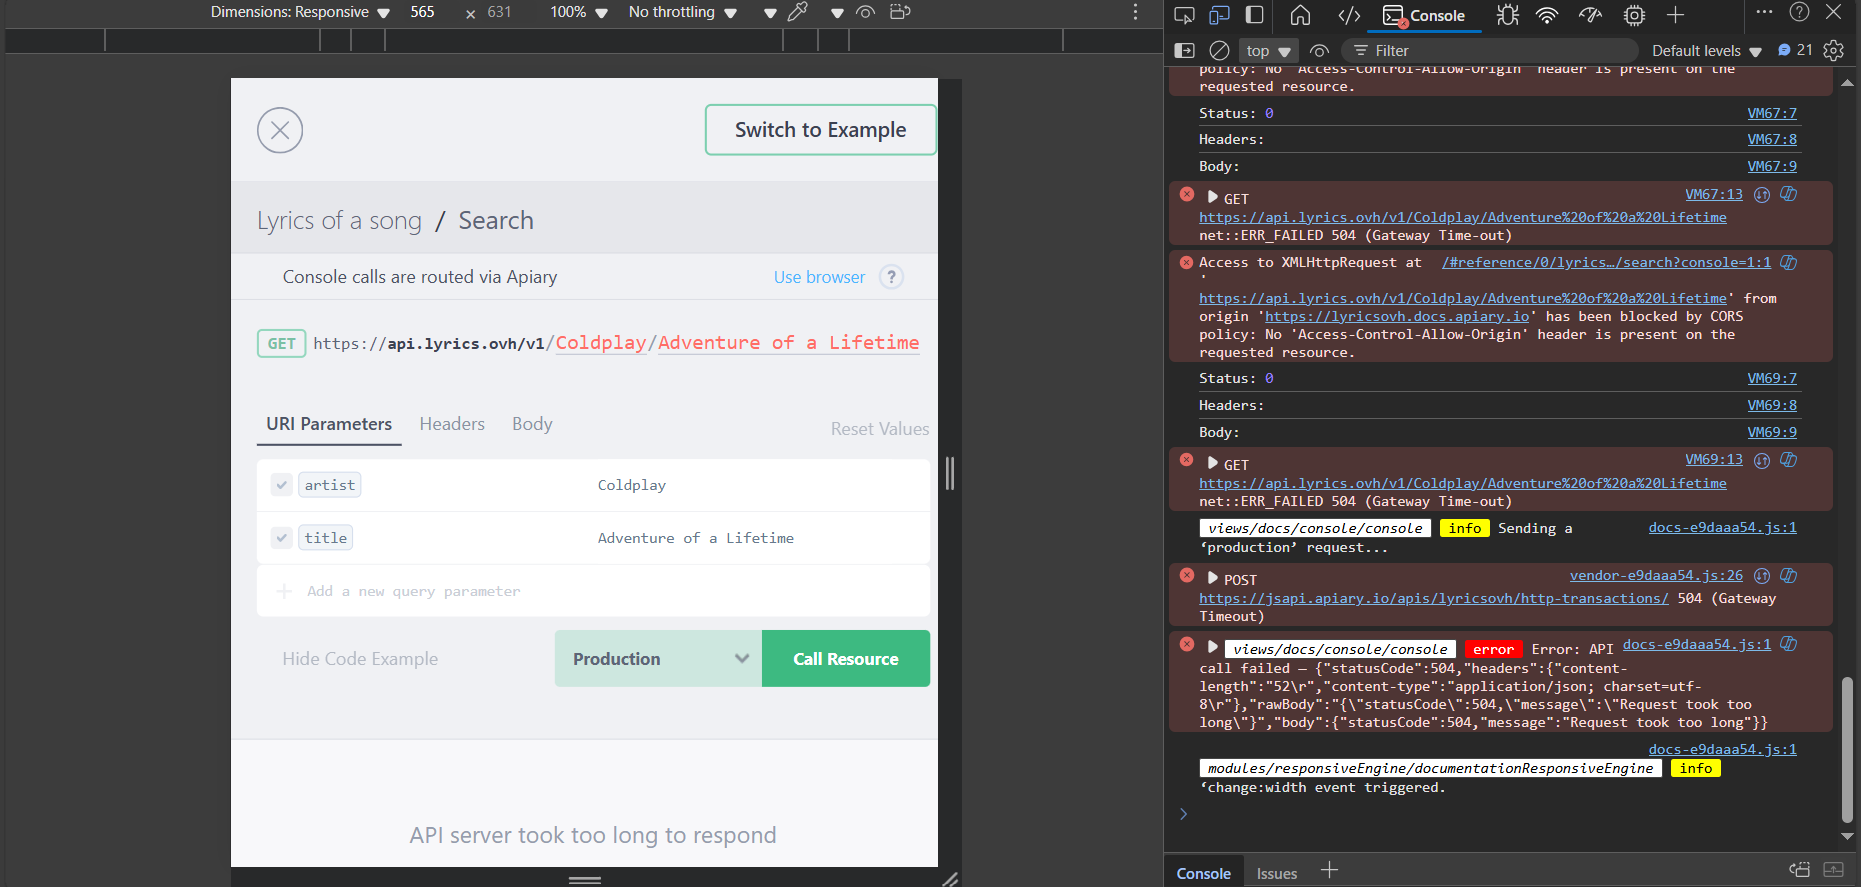 Dimensions: Responsive 565 × 631 100% No throttling
Switch to Example
Lyrics of a song / Search
Console calls are routed via Apiary Use browser ?
GET https://api.lyrics.ovh/v1/Coldplay/Adventure of a Lifetime
URI Parameters Headers Body Reset Values
artist Coldplay
title Adventure of a Lifetime
Add a new query parameter
Hide Code Example Production Call Resource
API server took too long to respond
Console
top Filter Default levels 21
policy: No 'Access-Control-Allow-Origin' header is present on the
requested resource.
Status: 0 VM67:7
Headers: VM67:8
Body: VM67:9
GET VM67:13
https://api.lyrics.ovh/v1/Coldplay/Adventure%20of%20a%20Lifetime
net::ERR_FAILED 504 (Gateway Time-out)
Access to XMLHttpRequest at /#reference/0/lyrics…/search?console=1:1
'
https://api.lyrics.ovh/v1/Coldplay/Adventure%20of%20a%20Lifetime' from
origin 'https://lyricsovh.docs.apiary.io' has been blocked by CORS
policy: No 'Access-Control-Allow-Origin' header is present on the
requested resource.
Status: 0 VM69:7
Headers: VM69:8
Body: VM69:9
GET VM69:13
https://api.lyrics.ovh/v1/Coldplay/Adventure%20of%20a%20Lifetime
net::ERR_FAILED 504 (Gateway Time-out)
views/docs/console/console info Sending a docs-e9daaa54.js:1
‘production’ request...
POST vendor-e9daaa54.js:26
https://jsapi.apiary.io/apis/lyricsovh/http-transactions/ 504 (Gateway
Timeout)
views/docs/console/console error Error: API docs-e9daaa54.js:1
call failed – {"statusCode":504,"headers":{"content-
length":"52\r","content-type":"application/json; charset=utf-
8\r"},"rawBody":"{\"statusCode\":504,\"message\":\"Request took too
long\"}","body":{"statusCode":504,"message":"Request took too long"}}
docs-e9daaa54.js:1
modules/responsiveEngine/documentationResponsiveEngine info
‘change:width event triggered.
Console Issues